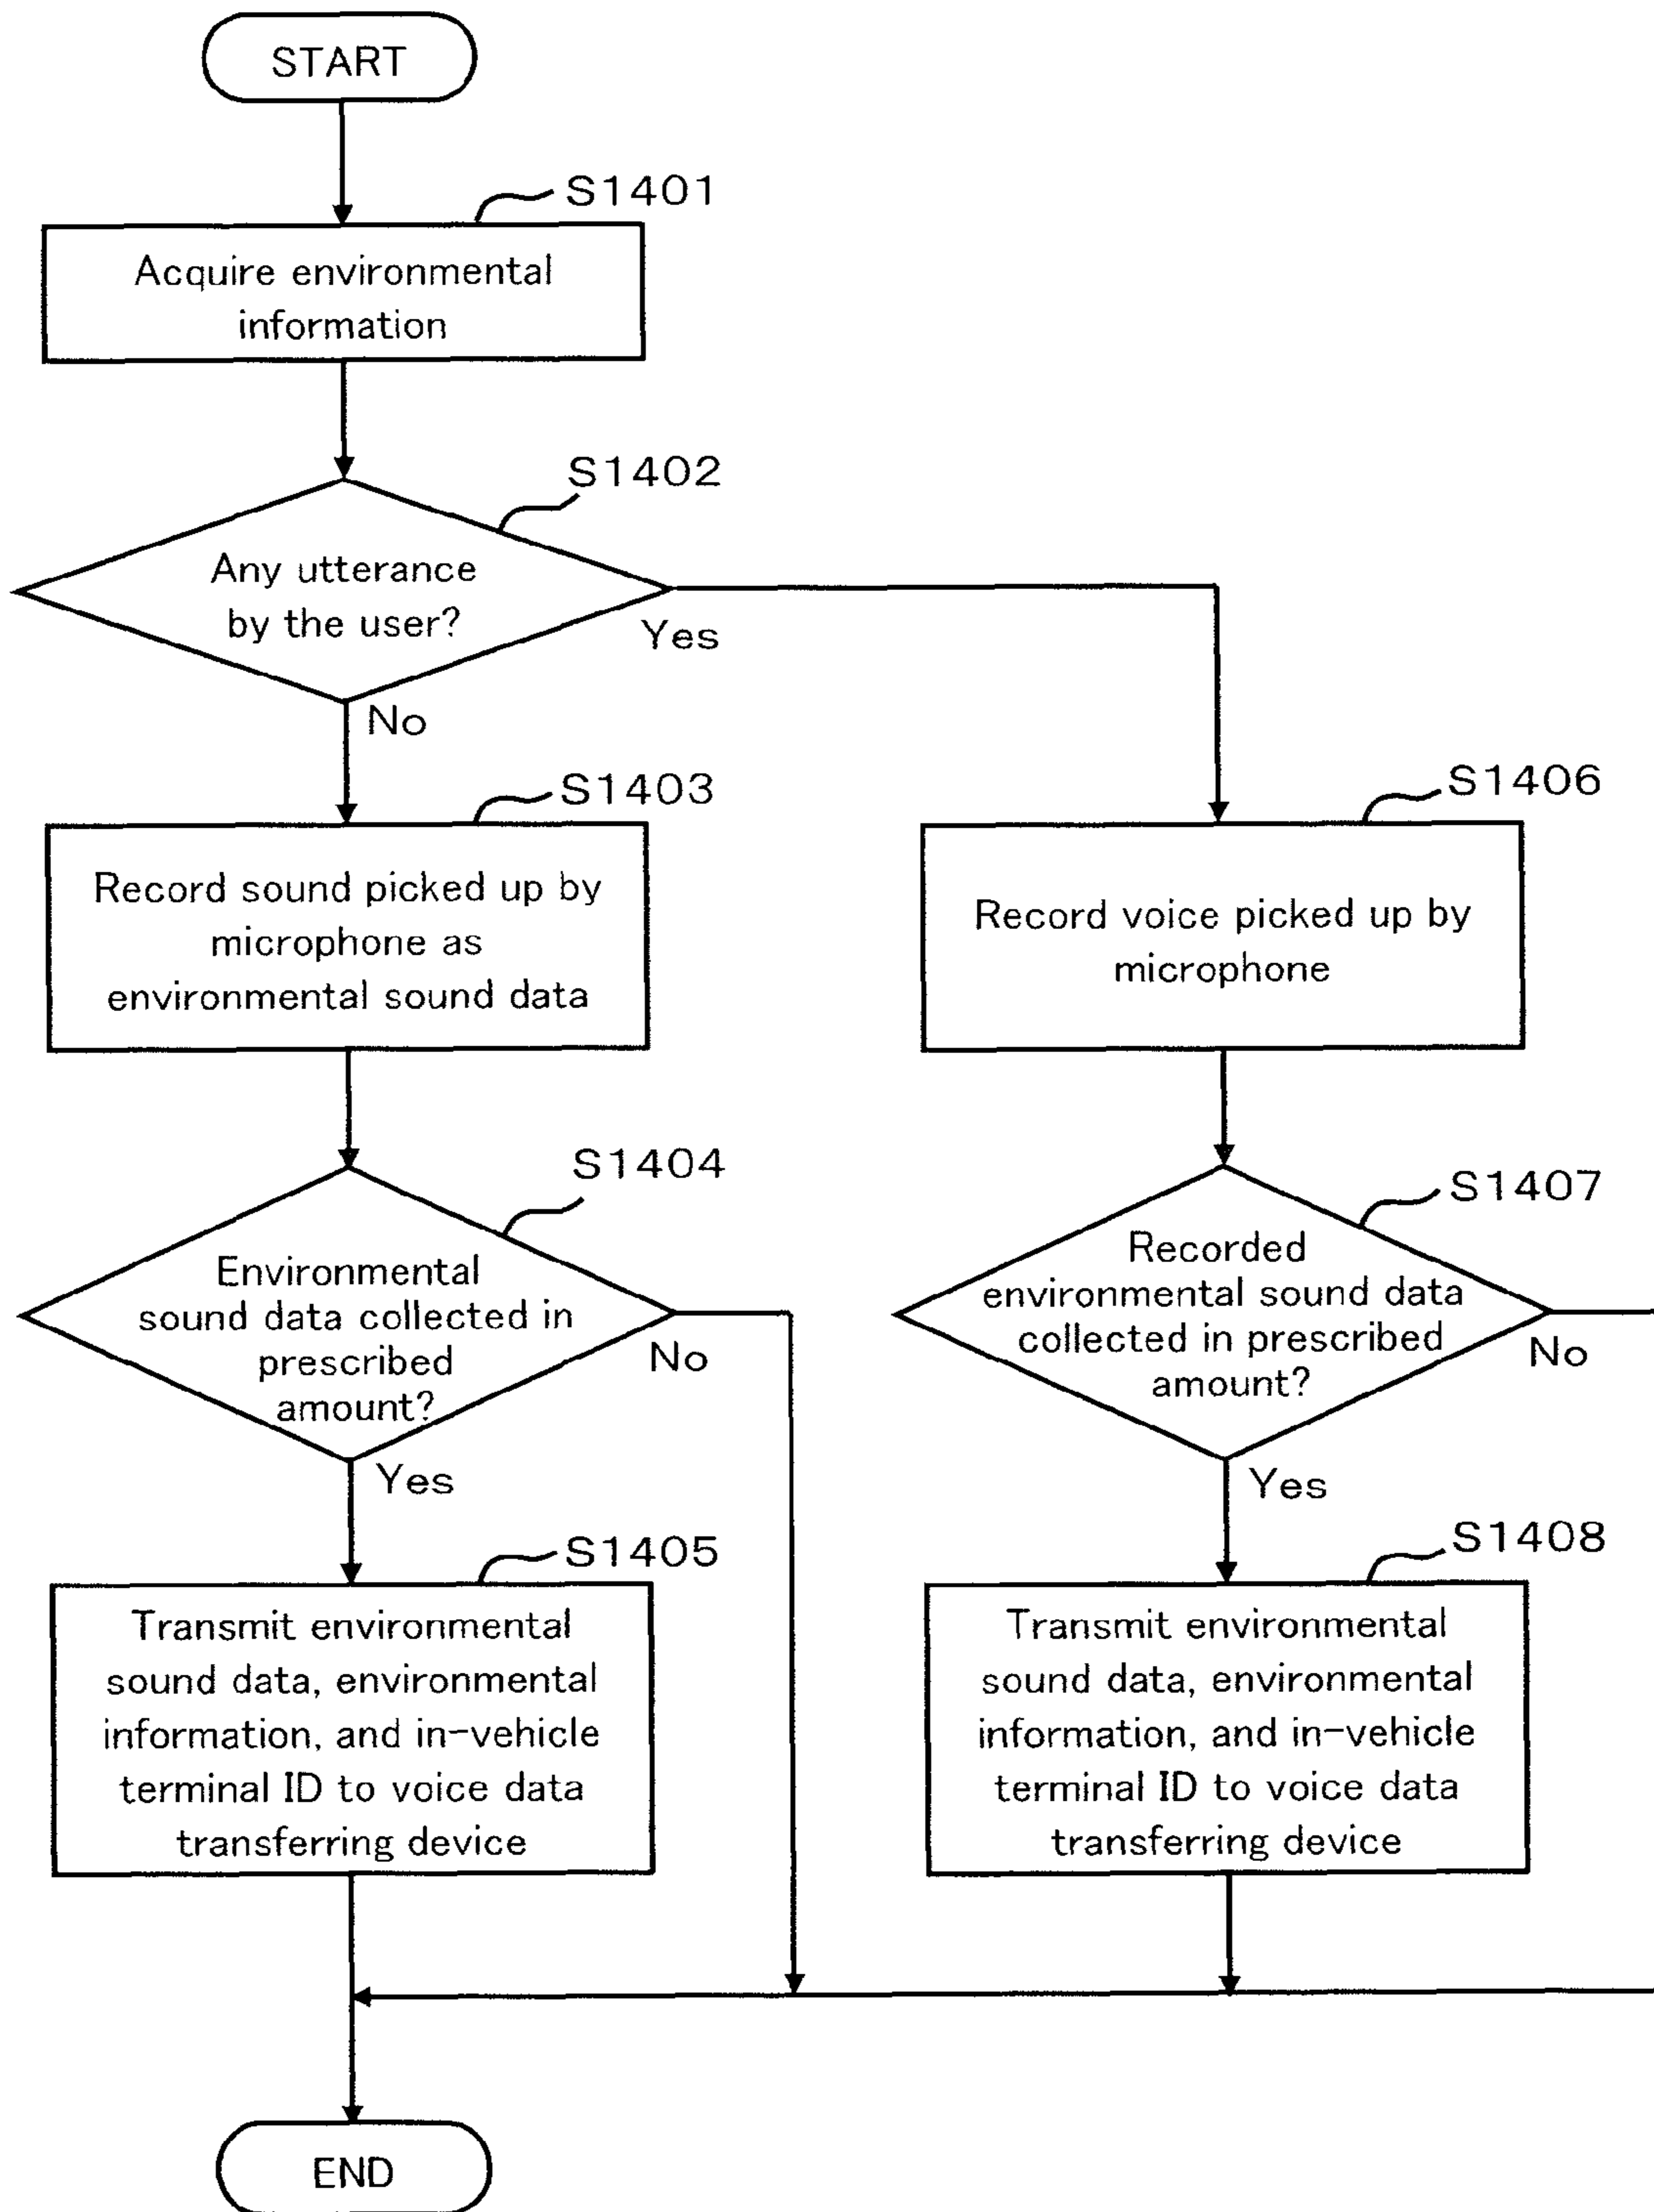 START
S1401
Acquire environmental
information
S1402
Any utterance
by the user?
Yes
No
S1403
Record sound picked up by
microphone as
environmental sound data
S1406
Record voice picked up by
microphone
S1404
Environmental
sound data collected in
prescribed
amount?
No
Yes
S1407
Recorded
environmental sound data
collected in prescribed
amount?
No
Yes
S1405
Transmit environmental
sound data, environmental
information, and in-vehicle
terminal ID to voice data
transferring device
S1408
Transmit environmental
sound data, environmental
information, and in-vehicle
terminal ID to voice data
transferring device
END